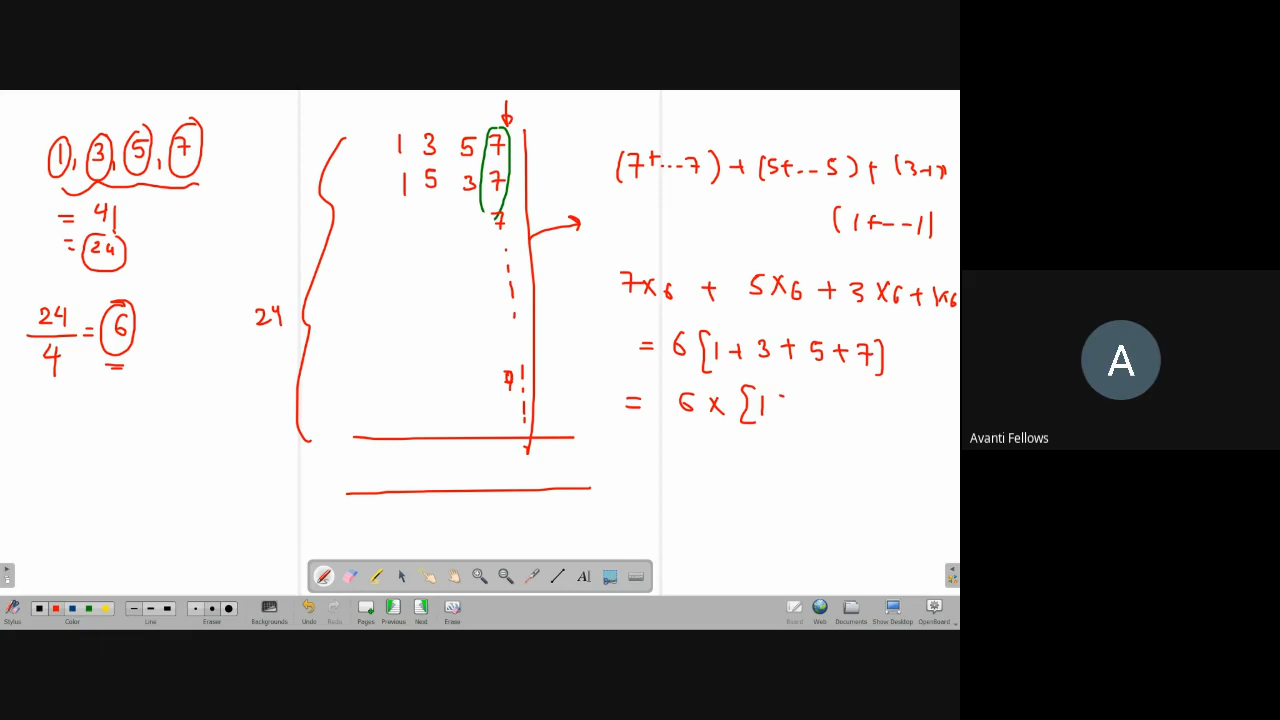 1, 3, 5, 7
= 4!
= 24
24/4 = 6
24
1 3 5 7
1 5 3 7
7
(7+...7) + (5+...5) + (3+
(1+--1)
7x6 + 5x6 + 3x6 + 1x6
= 6[1+3+5+7]
= 6 x [1
A
Avanti Fellows
Stylus
Color
Line
Eraser
Backgrounds
Undo
Redo
Pages
Previous
Next
Erase
Board
Web
Documents
Show Desktop
OpenBoard